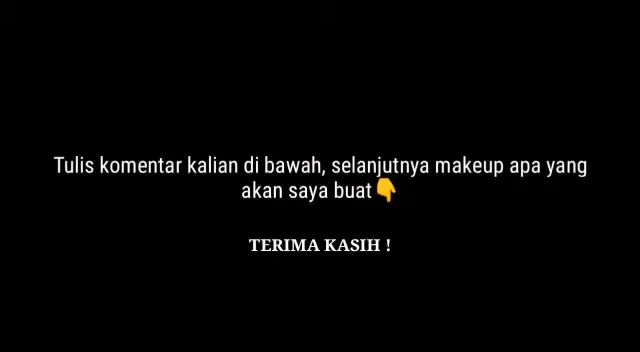 Tulis komentar kalian di bawah, selanjutnya makeup apa yang
akan saya buat👇
TERIMA KASIH !